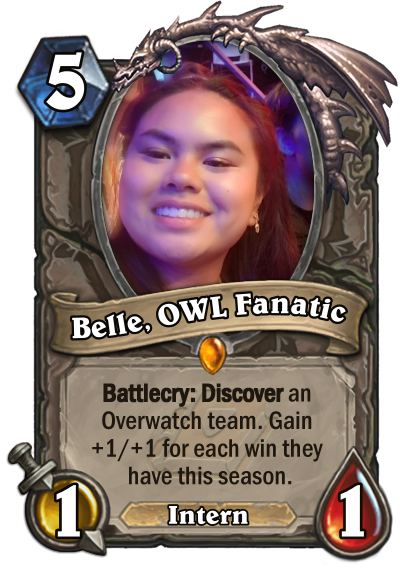 5
Belle, OWL Fanatic
Battlecry: Discover an
Overwatch team. Gain
+1/+1 for each win they
have this season.
1
Intern
1